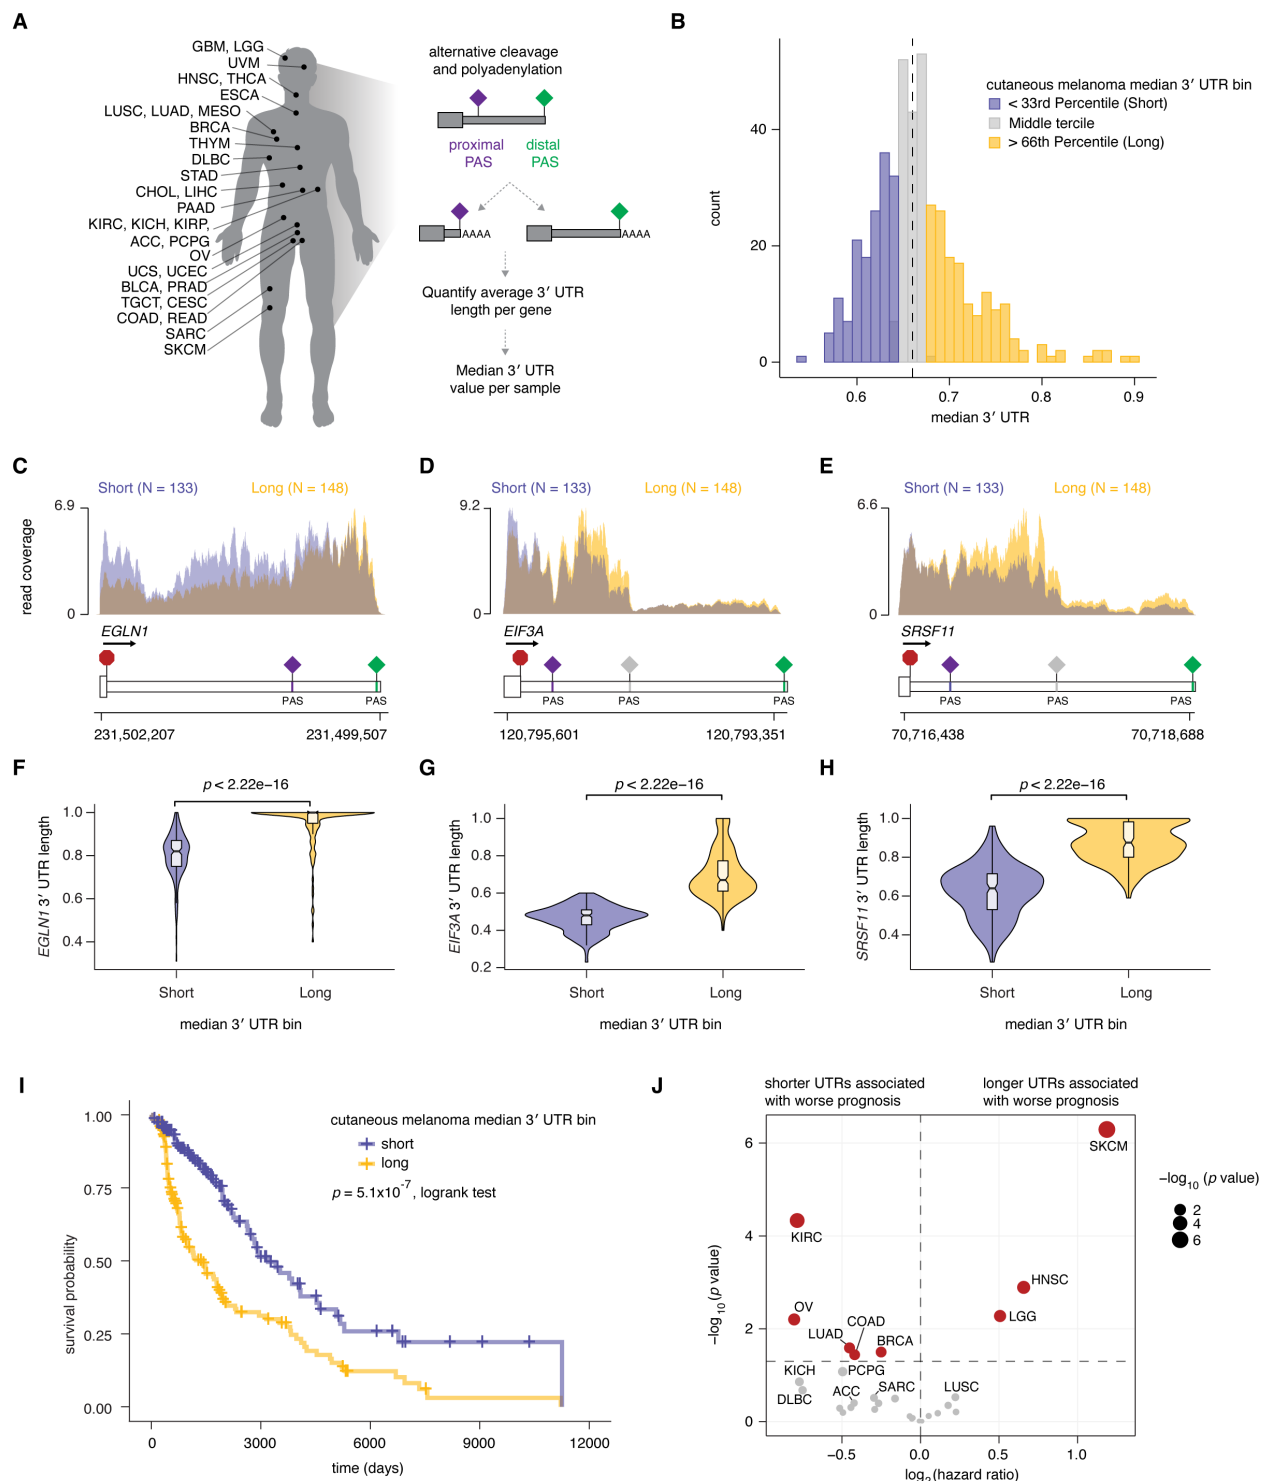 A
GBM, LGG
UVM
HNSC, THCA
ESCA
LUSC, LUAD, MESO
BRCA
THYM
DLBC
STAD
CHOL, LIHC
PAAD
KIRC, KICH, KIRP,
ACC, PCPG
OV
UCS, UCEC
BLCA, PRAD
TGCT, CESC
COAD, READ
SARC
SKCM
alternative cleavage
and polyadenylation
proximal
PAS
distal
PAS
AAAA
AAAA
Quantify average 3′ UTR
length per gene
Median 3′ UTR
value per sample
B
cutaneous melanoma median 3′ UTR bin
< 33rd Percentile (Short)
Middle tercile
> 66th Percentile (Long)
count
40
20
0
0.6
0.7
0.8
0.9
median 3′ UTR
C
Short (N = 133)
Long (N = 148)
6.9
0
read coverage
EGLN1
PAS
PAS
231,502,207
231,499,507
D
Short (N = 133)
Long (N = 148)
9.2
0
EIF3A
PAS
PAS
PAS
120,795,601
120,793,351
E
Short (N = 133)
Long (N = 148)
6.6
0
SRSF11
PAS
PAS
PAS
70,716,438
70,718,688
F
p < 2.22e−16
EGLN1 3′ UTR length
1.0
0.8
0.6
0.4
Short
Long
median 3′ UTR bin
G
p < 2.22e−16
EIF3A 3′ UTR length
1.0
0.8
0.6
0.4
0.2
Short
Long
median 3′ UTR bin
H
p < 2.22e−16
SRSF11 3′ UTR length
1.0
0.8
0.6
0.4
Short
Long
median 3′ UTR bin
I
cutaneous melanoma median 3′ UTR bin
short
long
p = 5.1x10-7, logrank test
survival probability
1.00
0.75
0.50
0.25
0.00
0
3000
6000
9000
12000
time (days)
J
shorter UTRs associated
with worse prognosis
longer UTRs associated
with worse prognosis
−log10(p value)
6
4
2
0
SKCM
KIRC
HNSC
LGG
OV
COAD
LUAD
BRCA
KICH
PCPG
DLBC
ACC
SARC
LUSC
−0.5
0.0
0.5
1.0
log2(hazard ratio)
−log10 (p value)
2
4
6